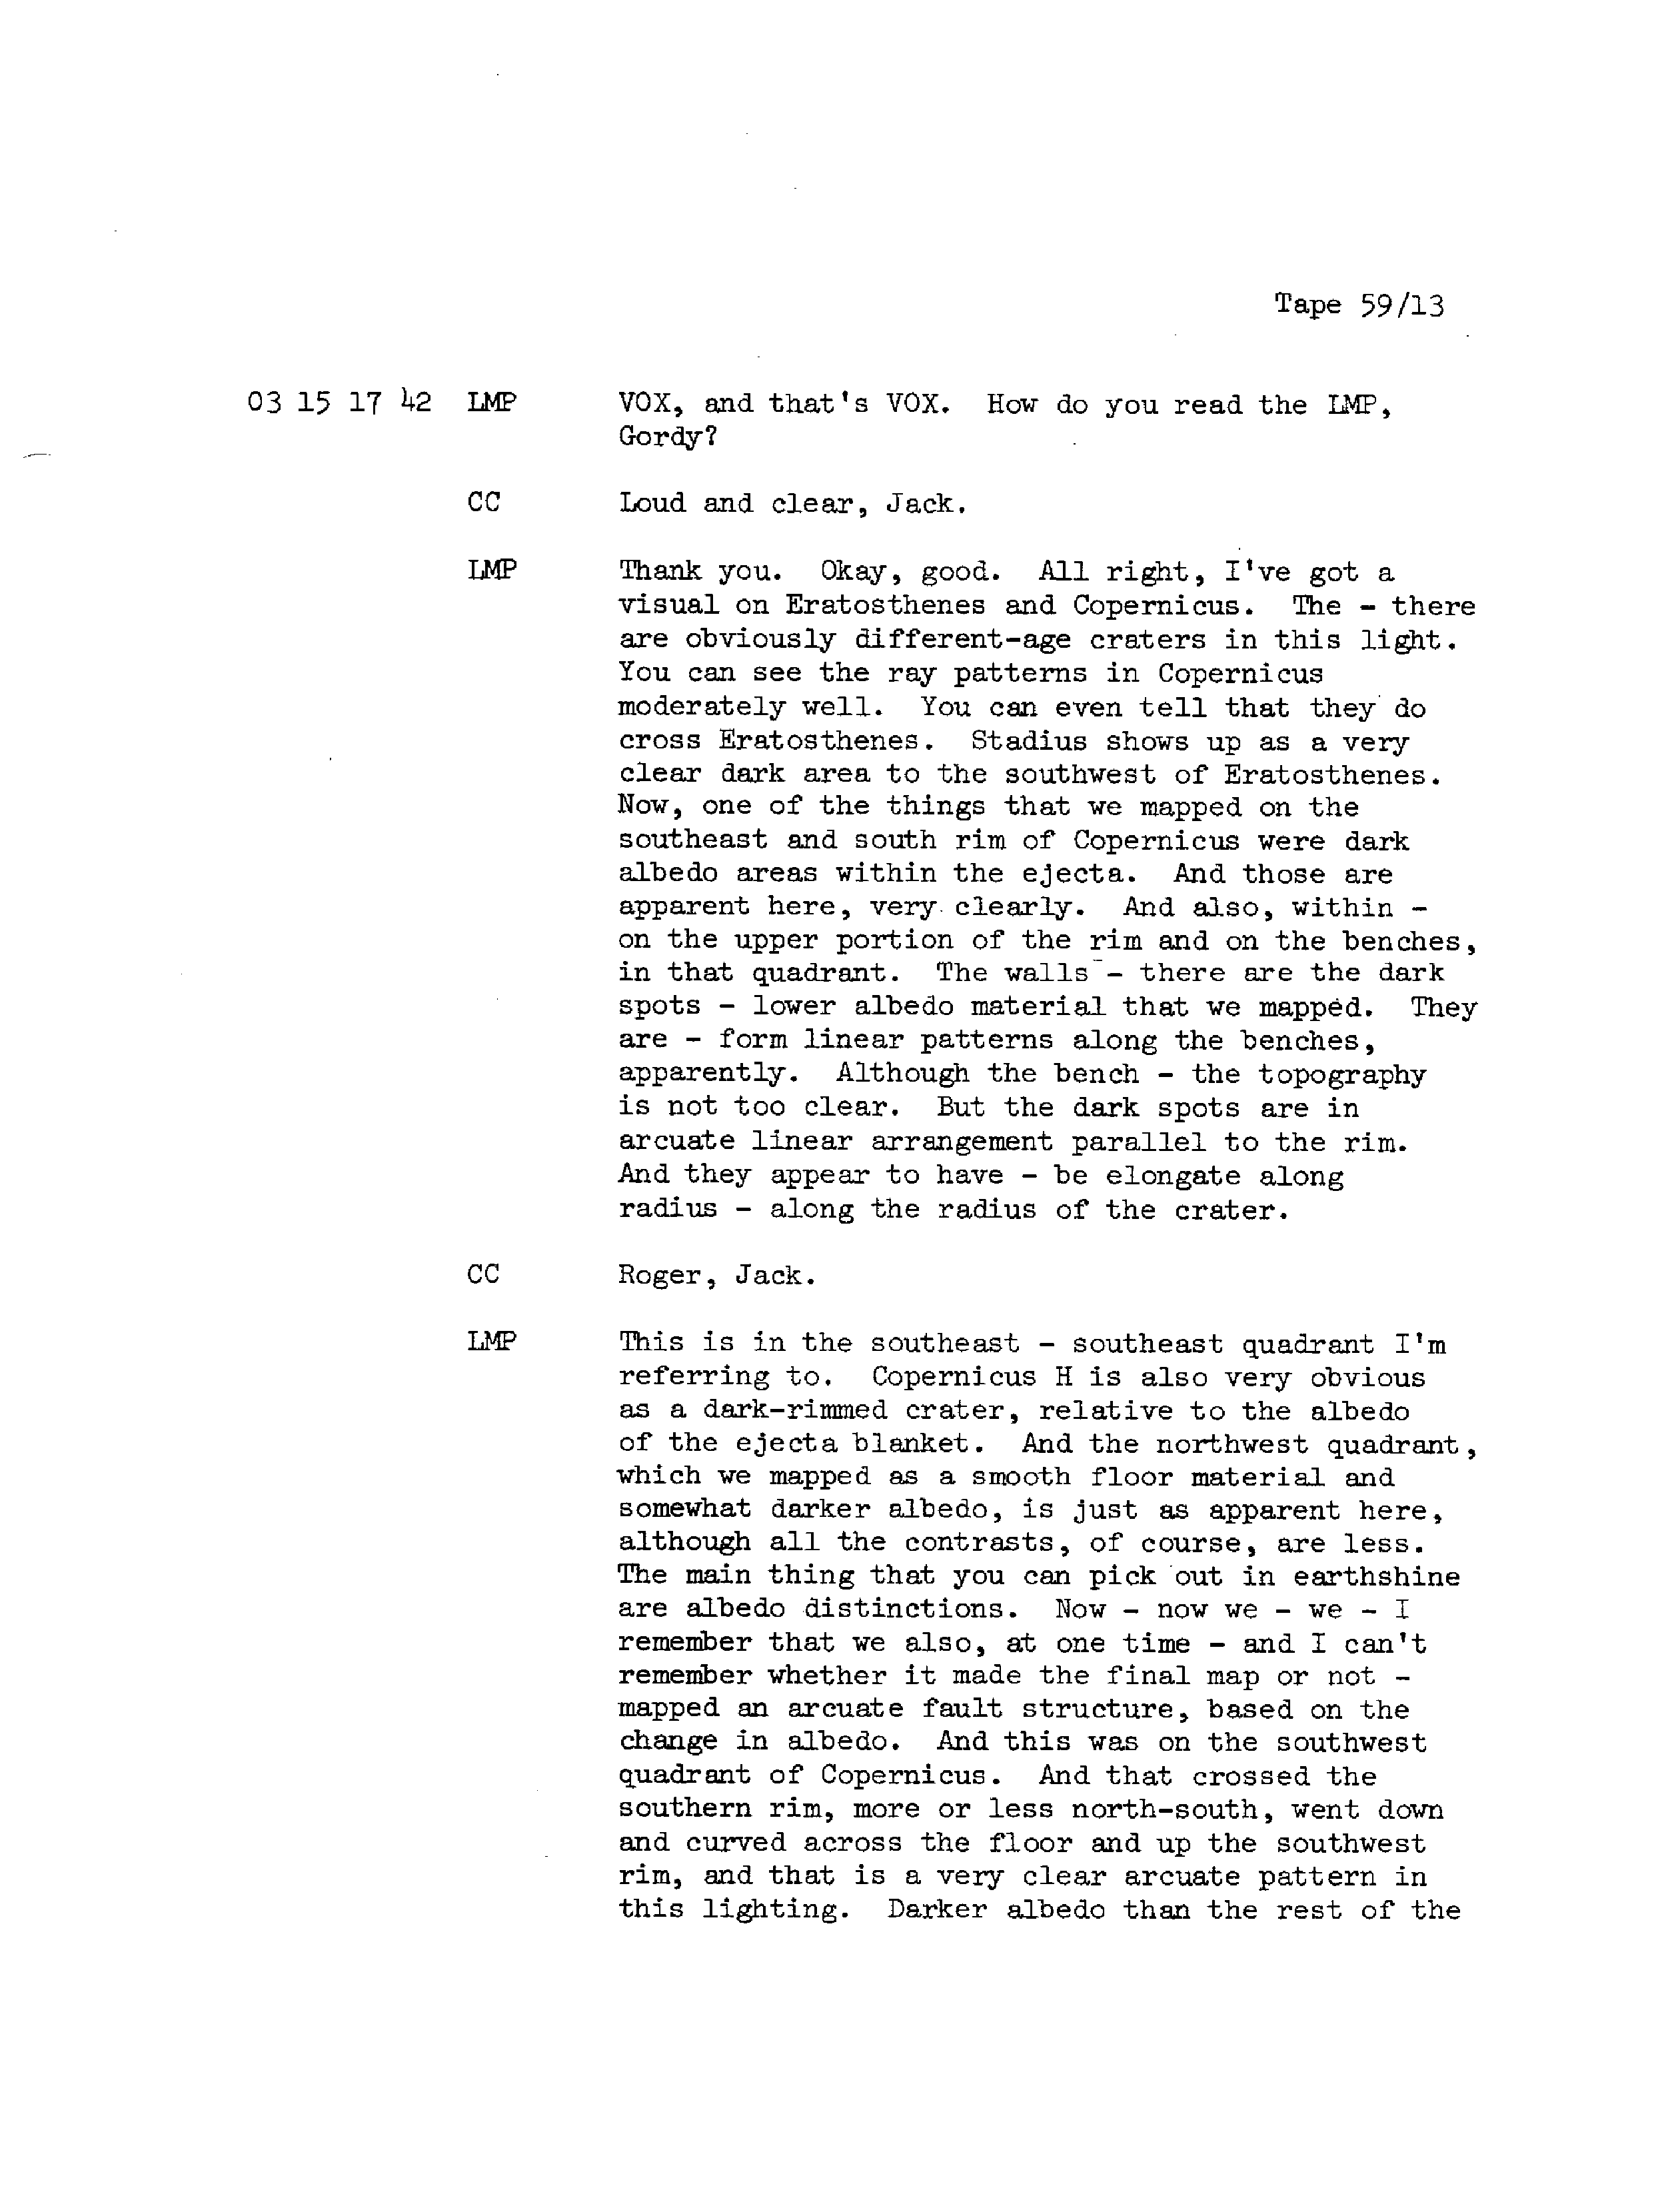 Tape 59/13
03 15 17 42 LMP VOX, and that's VOX. How do you read the LMP,
Gordy?
CC Loud and clear, Jack.
LMP Thank you. Okay, good. All right, I've got a
visual on Eratosthenes and Copernicus. The - there
are obviously different-age craters in this light.
You can see the ray patterns in Copernicus
moderately well. You can even tell that they do
cross Eratosthenes. Stadius shows up as a very
clear dark area to the southwest of Eratosthenes.
Now, one of the things that we mapped on the
southeast and south rim of Copernicus were dark
albedo areas within the ejecta. And those are
apparent here, very clearly. And also, within -
on the upper portion of the rim and on the benches,
in that quadrant. The walls - there are the dark
spots - lower albedo material that we mapped. They
are - form linear patterns along the benches,
apparently. Although the bench - the topography
is not too clear. But the dark spots are in
arcuate linear arrangement parallel to the rim.
And they appear to have - be elongate along
radius - along the radius of the crater.
CC Roger, Jack.
LMP This is in the southeast - southeast quadrant I'm
referring to. Copernicus H is also very obvious
as a dark-rimmed crater, relative to the albedo
of the ejecta blanket. And the northwest quadrant,
which we mapped as a smooth floor material and
somewhat darker albedo, is just as apparent here,
although all the contrasts, of course, are less.
The main thing that you can pick out in earthshine
are albedo distinctions. Now - now we - we - I
remember that we also, at one time - and I can't
remember whether it made the final map or not -
mapped an arcuate fault structure, based on the
change in albedo. And this was on the southwest
quadrant of Copernicus. And that crossed the
southern rim, more or less north-south, went down
and curved across the floor and up the southwest
rim, and that is a very clear arcuate pattern in
this lighting. Darker albedo than the rest of the